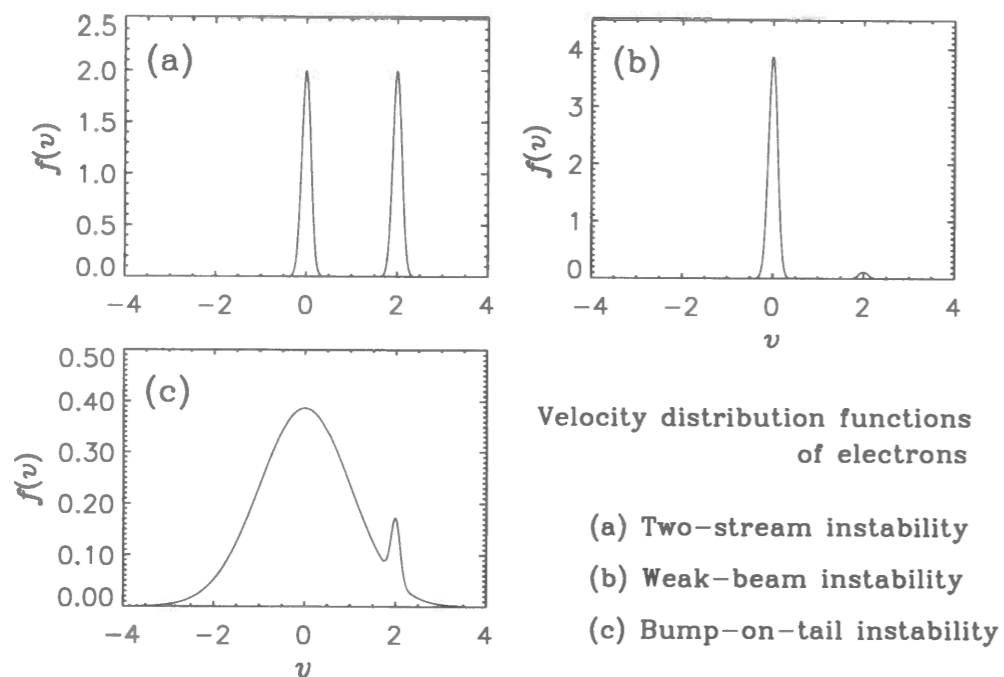 2.5
2.0
1.5
1.0
0.5
0.0
f(v)
(a)
−4 −2 0 2 4
4
3
2
1
0
f(v)
(b)
−4 −2 0 2 4
v
0.50
0.40
0.30
0.20
0.10
0.00
f(v)
(c)
−4 −2 0 2 4
v
Velocity distribution functions
of electrons
(a) Two−stream instability
(b) Weak−beam instability
(c) Bump−on−tail instability